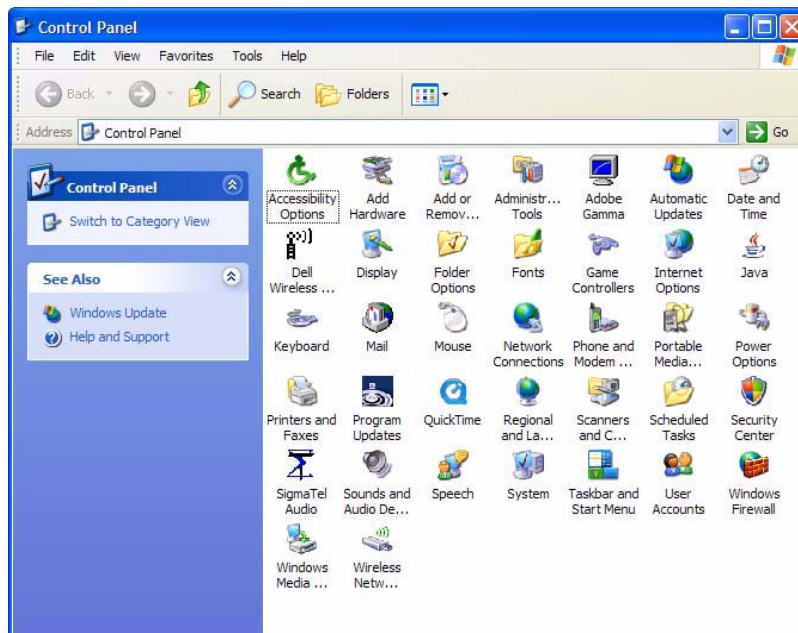 Control Panel
File Edit View Favorites Tools Help
Back Search Folders
Address Control Panel Go
Control Panel
Switch to Category View
See Also
Windows Update
Help and Support
Accessibility Options
Add Hardware
Add or Remov...
Administr... Tools
Adobe Gamma
Automatic Updates
Date and Time
Dell Wireless ...
Display
Folder Options
Fonts
Game Controllers
Internet Options
Java
Keyboard
Mail
Mouse
Network Connections
Phone and Modem ...
Portable Media...
Power Options
Printers and Faxes
Program Updates
QuickTime
Regional and La...
Scanners and C...
Scheduled Tasks
Security Center
SigmaTel Audio
Sounds and Audio De...
Speech
System
Taskbar and Start Menu
User Accounts
Windows Firewall
Windows Media ...
Wireless Netw...